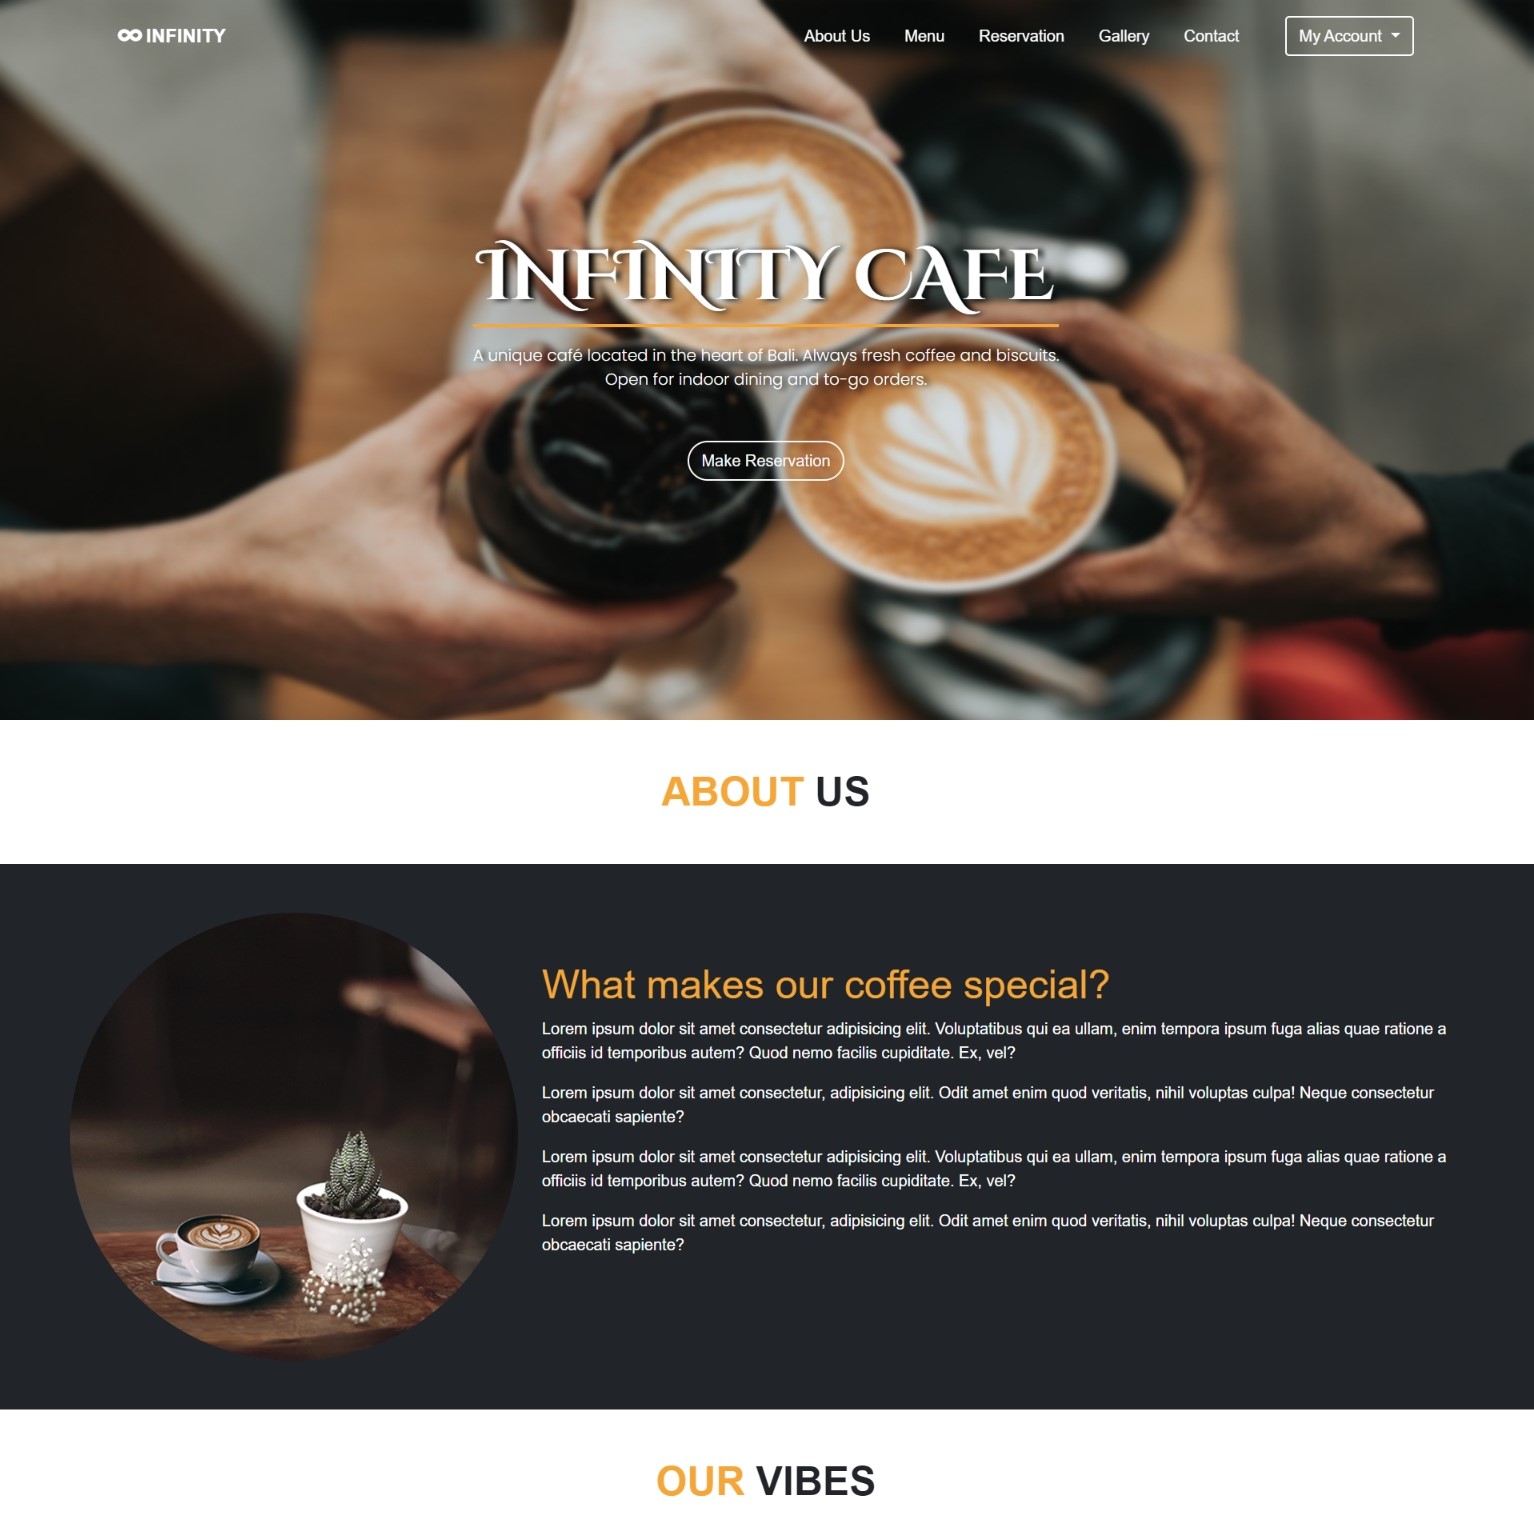 INFINITY
About Us Menu Reservation Gallery Contact My Account
INFINITY CAFE
A unique café located in the heart of Bali. Always fresh coffee and biscuits.
Open for indoor dining and to-go orders.
Make Reservation
ABOUT US
What makes our coffee special?
Lorem ipsum dolor sit amet consectetur adipisicing elit. Voluptatibus qui ea ullam, enim tempora ipsum fuga alias quae ratione a
officiis id temporibus autem? Quod nemo facilis cupiditate. Ex, vel?
Lorem ipsum dolor sit amet consectetur, adipisicing elit. Odit amet enim quod veritatis, nihil voluptas culpa! Neque consectetur
obcaecati sapiente?
Lorem ipsum dolor sit amet consectetur adipisicing elit. Voluptatibus qui ea ullam, enim tempora ipsum fuga alias quae ratione a
officiis id temporibus autem? Quod nemo facilis cupiditate. Ex, vel?
Lorem ipsum dolor sit amet consectetur, adipisicing elit. Odit amet enim quod veritatis, nihil voluptas culpa! Neque consectetur
obcaecati sapiente?
OUR VIBES